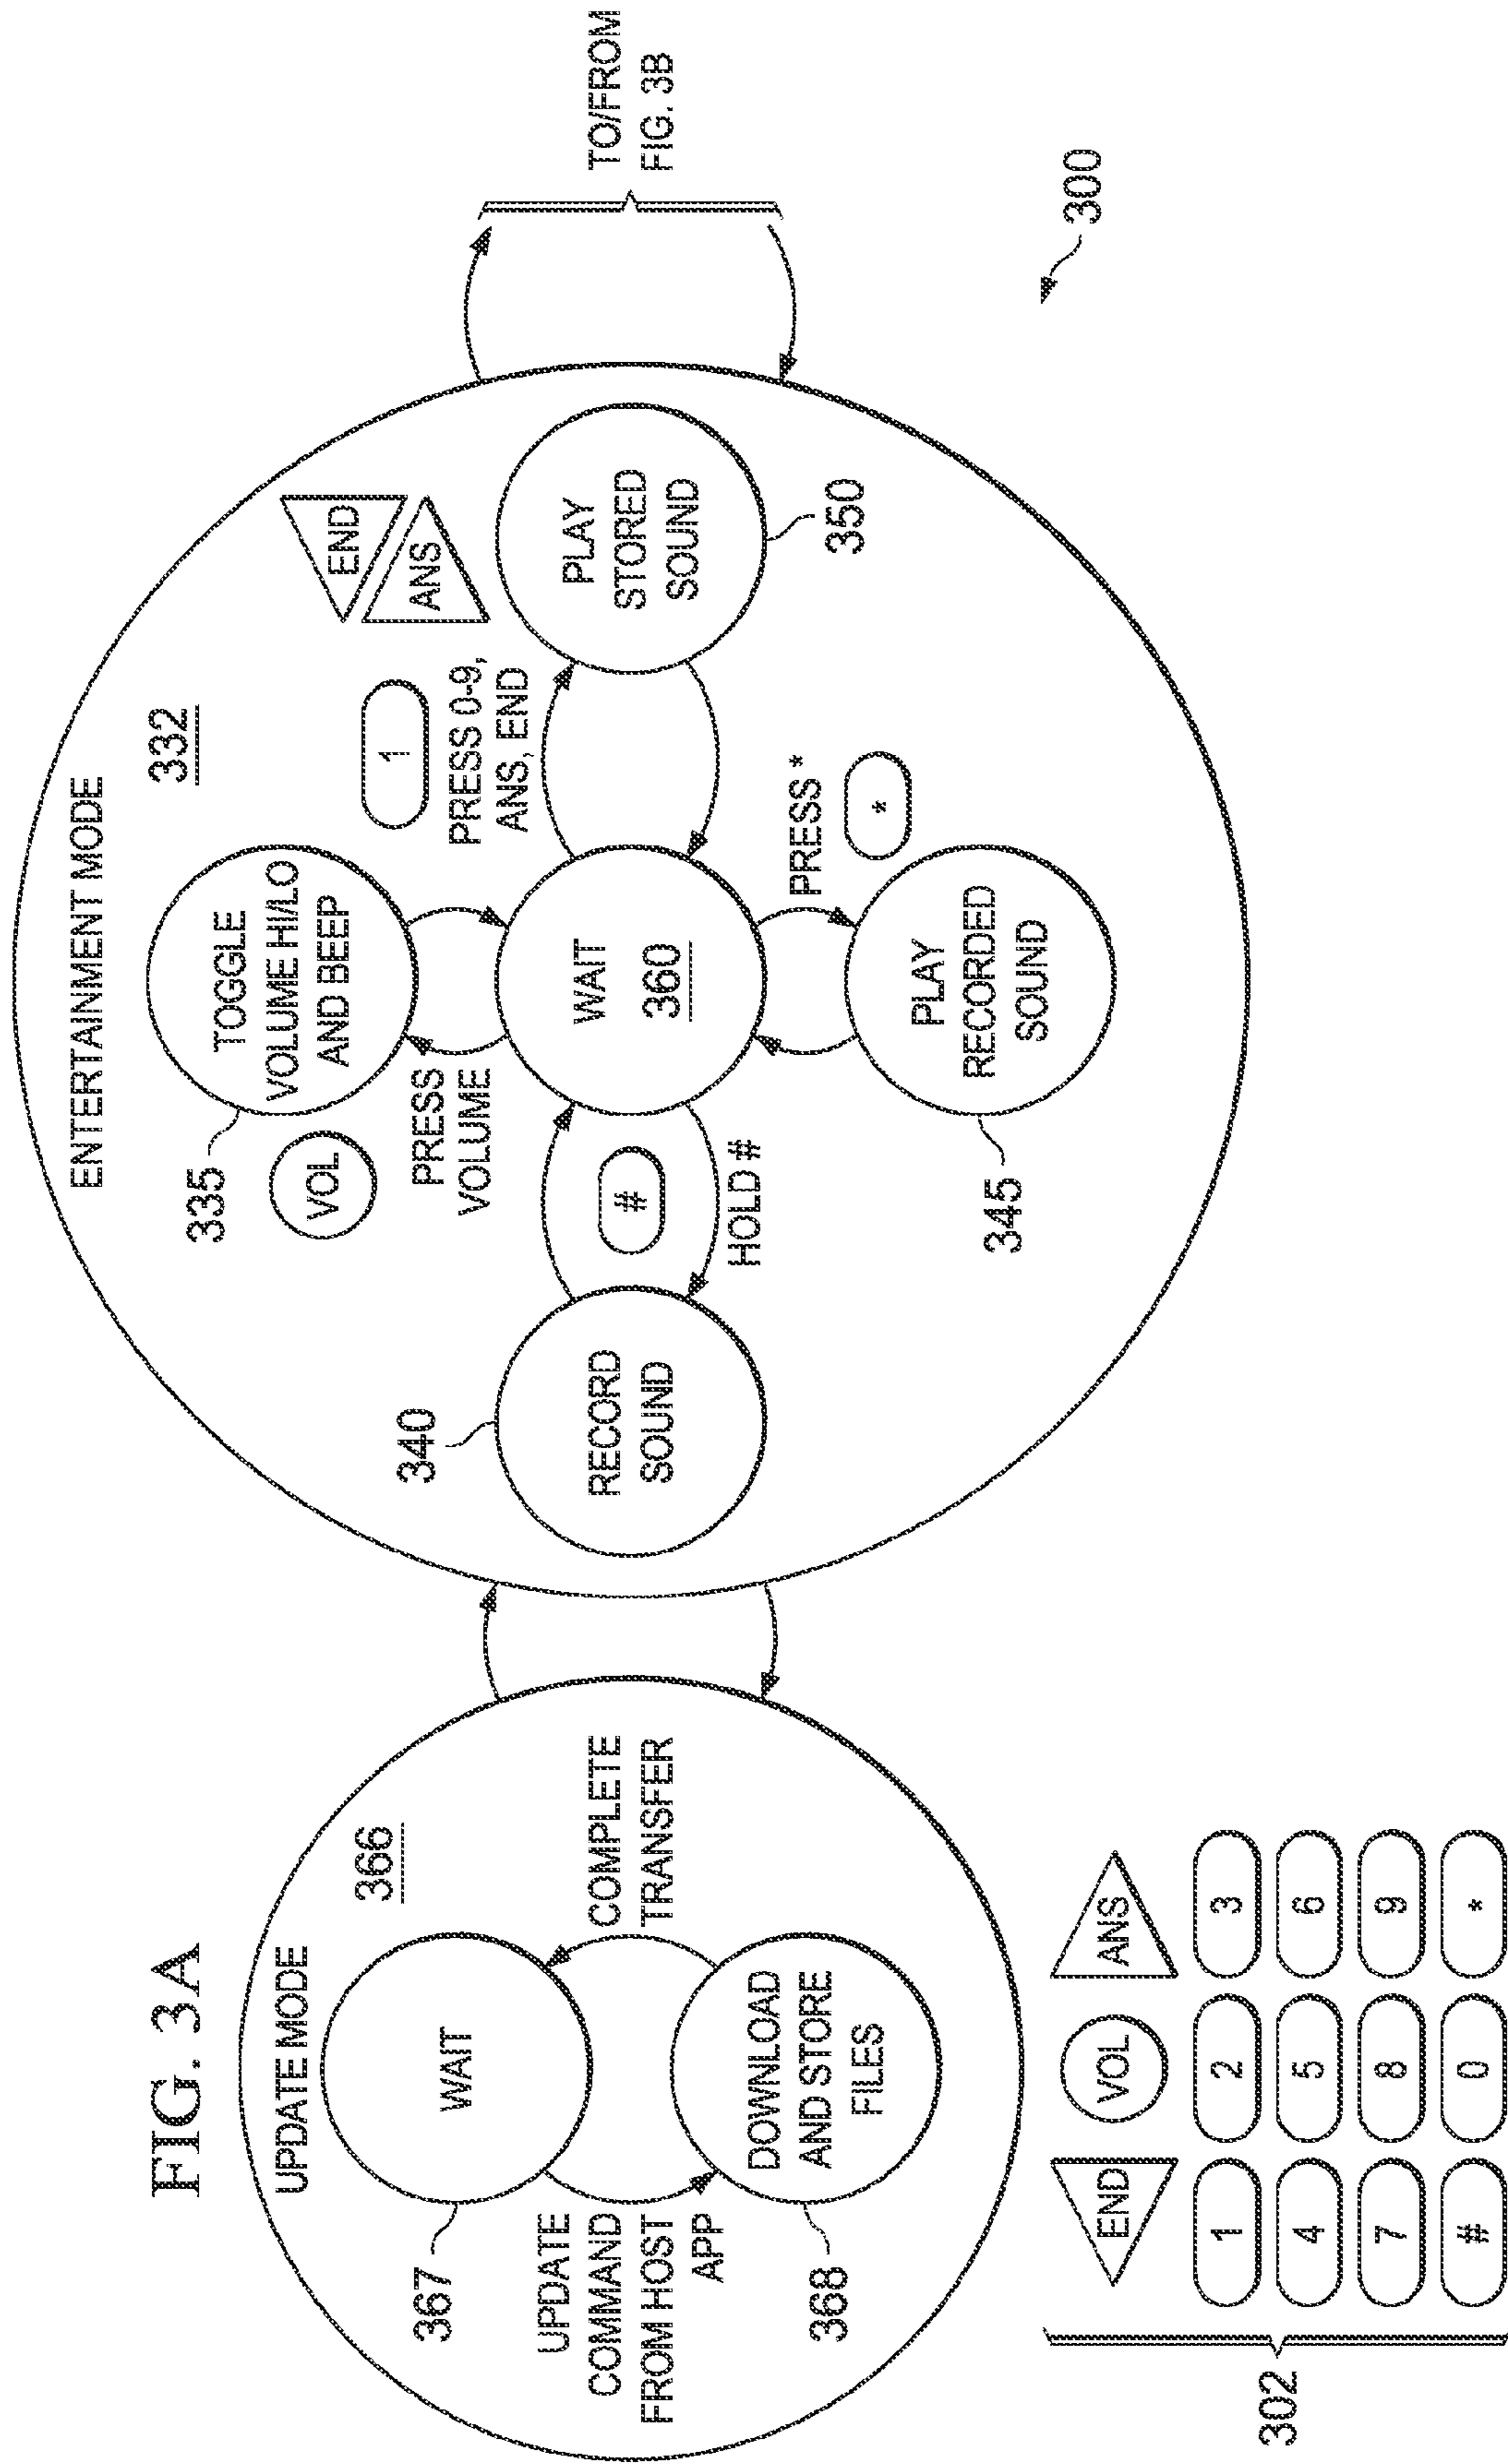 FIG. 3A
UPDATE MODE
366
WAIT
367
UPDATE
COMMAND
FROM HOST
APP
COMPLETE
TRANSFER
DOWNLOAD
AND STORE
FILES
368
ENTERTAINMENT MODE
332
335
TOGGLE
VOLUME HI/LO
AND BEEP
VOL
PRESS
VOLUME
1
PRESS 0-9,
ANS, END
END
ANS
340
RECORD
SOUND
#
HOLD #
WAIT
360
PLAY
STORED
SOUND
350
PRESS *
*
PLAY
RECORDED
SOUND
345
TO/FROM
FIG. 3B
300
302
END VOL ANS
1 2 3
4 5 6
7 8 9
# 0 *